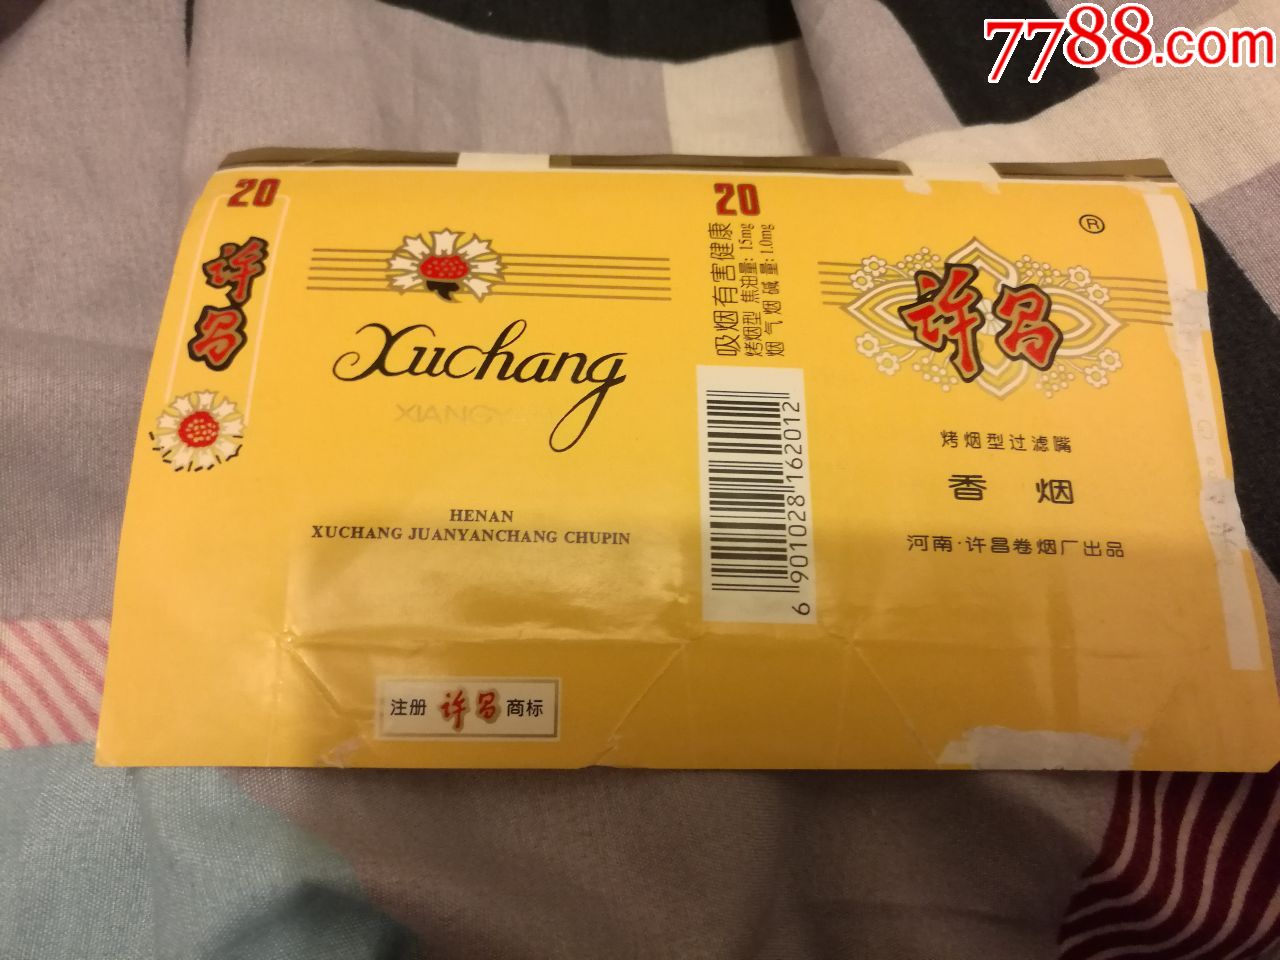 7788.com
20
许昌
Xuchang
XIANGYAN
HENAN
XUCHANG JUANYANCHANG CHUPIN
注册 许昌 商标
20
吸烟有害健康
烤烟型 焦油量: 15mg
烟气烟碱量: 1.0mg
6 901028 162012
®
许昌
烤烟型过滤嘴
香烟
河南·许昌卷烟厂出品